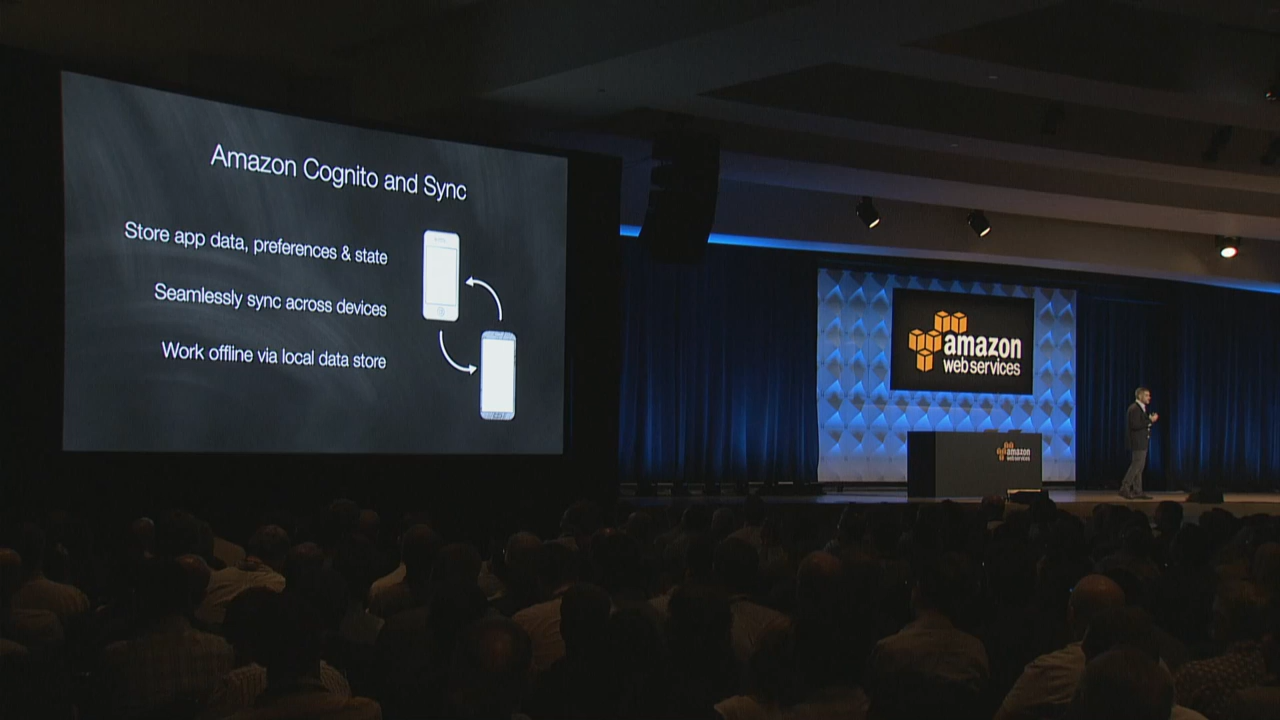 Amazon Cognito and Sync
Store app data, preferences & state
Seamlessly sync across devices
Work offline via local data store
amazon
web services
amazon
web services